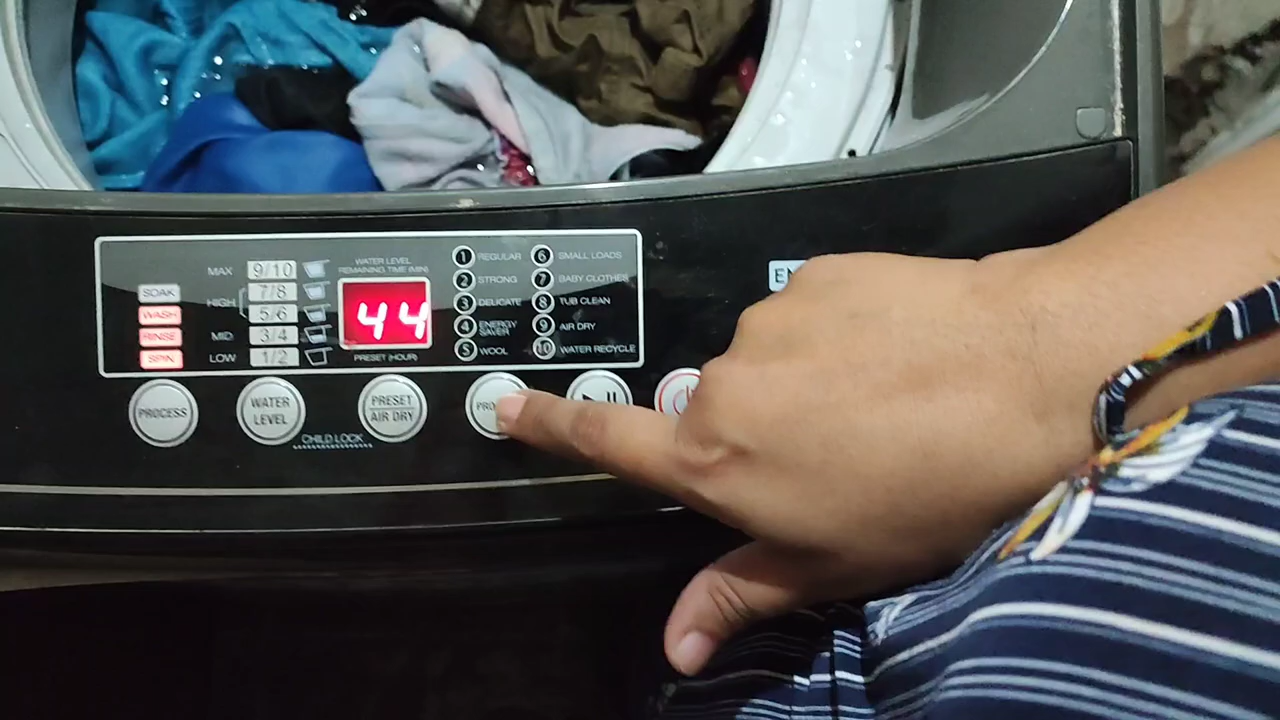 WATER LEVEL
REMAINING TIME (MIN)
44
PRESET (HOUR)
SOAK
WASH
RINSE
SPIN
MAX 9/10
HIGH 7/8
5/6
MID 3/4
LOW 1/2
1 REGULAR
2 STRONG
3 DELICATE
4 ENERGY SAVER
5 WOOL
6 SMALL LOADS
7 BABY CLOTHES
8 TUB CLEAN
9 AIR DRY
10 WATER RECYCLE
PROCESS
WATER
LEVEL
PRESET
AIR DRY
PRO
CHILD LOCK
EN